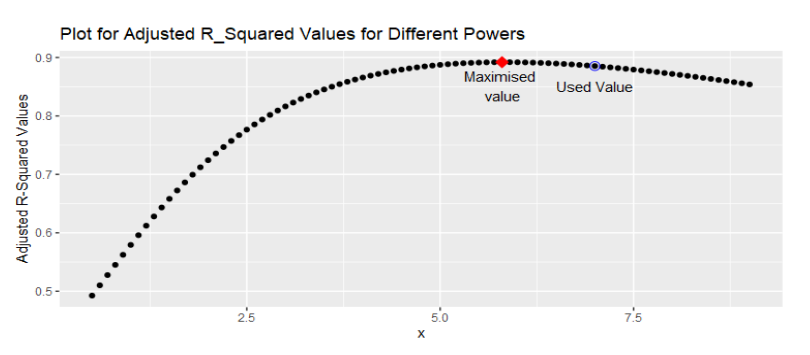 Plot for Adjusted R_Squared Values for Different Powers
Adjusted R-Squared Values
0.9
0.8
0.7
0.6
0.5
Maximised
value
Used Value
2.5
5.0
7.5
x